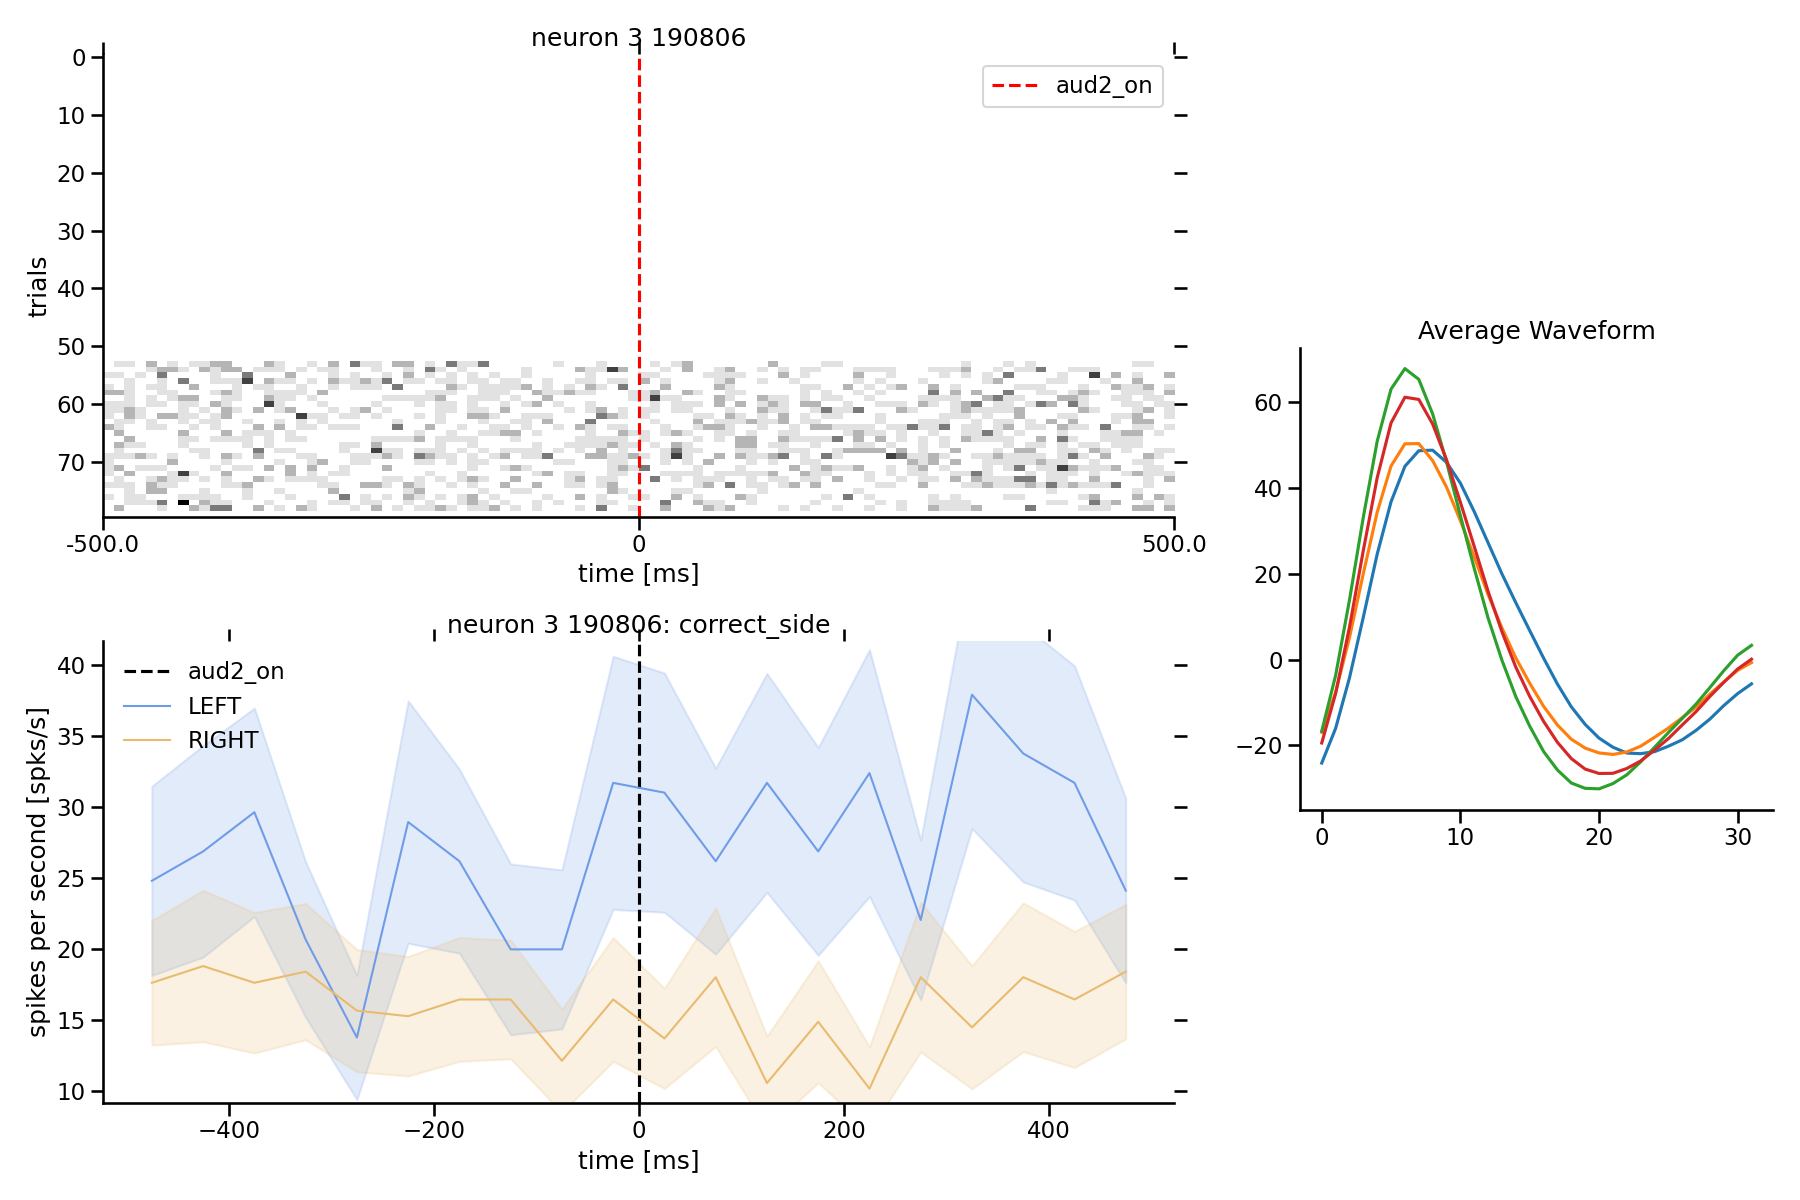 neuron 3 190806
aud2_on
0
10
20
30
40
50
60
70
trials
-500.0
0
500.0
time [ms]
neuron 3 190806: correct_side
aud2_on
LEFT
RIGHT
40
35
30
25
20
15
10
spikes per second [spks/s]
−400
−200
0
200
400
time [ms]
Average Waveform
60
40
20
0
−20
0
10
20
30